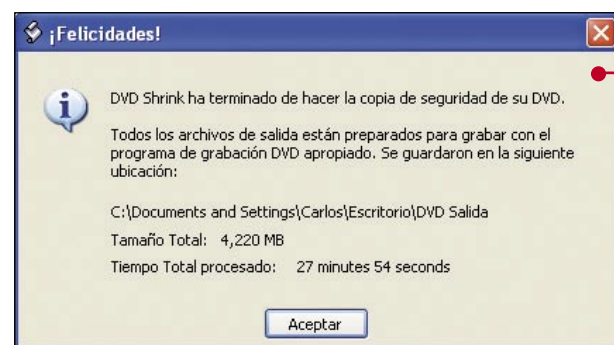 ¡Felicidades!
DVD Shrink ha terminado de hacer la copia de seguridad de su DVD.
Todos los archivos de salida están preparados para grabar con el
programa de grabación DVD apropiado. Se guardaron en la siguiente
ubicación:
C:\Documents and Settings\Carlos\Escritorio\DVD Salida
Tamaño Total: 4,220 MB
Tiempo Total procesado: 27 minutes 54 seconds
Aceptar